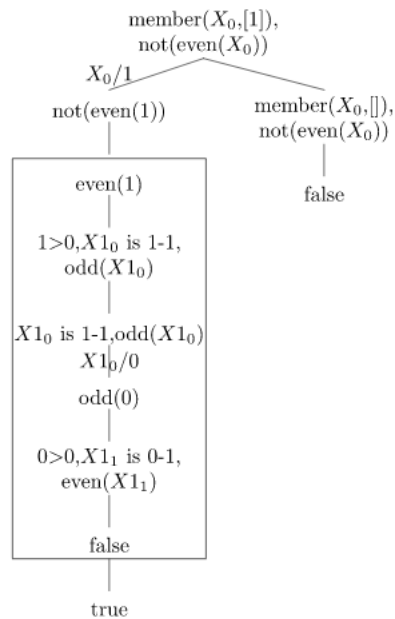 member(X₀,[1]),
not(even(X₀))
X₀/1
not(even(1))
member(X₀,[]),
not(even(X₀))
false
even(1)
1>0,X1₀ is 1-1,
odd(X1₀)
X1₀ is 1-1,odd(X1₀)
X1₀/0
odd(0)
0>0,X1₁ is 0-1,
even(X1₁)
false
true